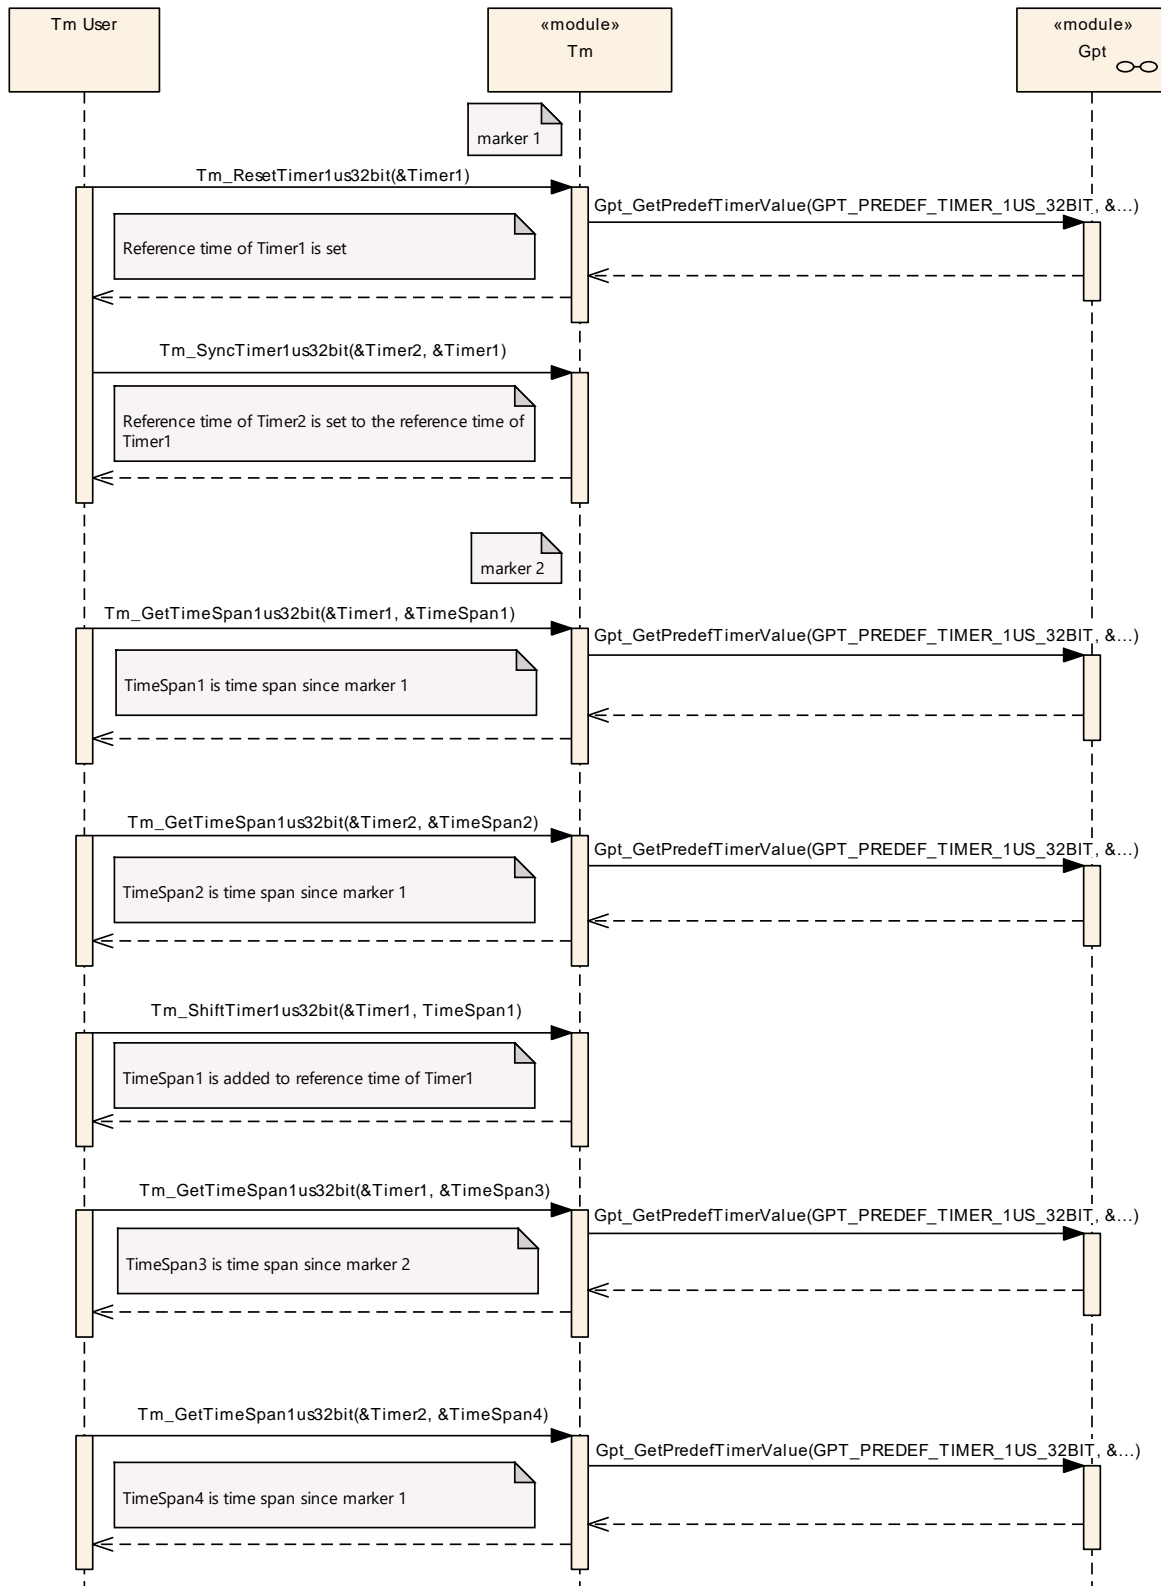 Tm User
«module»
Tm
«module»
Gpt
marker 1
Tm_ResetTimer1us32bit(&Timer1)
Gpt_GetPredefTimerValue(GPT_PREDEF_TIMER_1US_32BIT, &...)
Reference time of Timer1 is set
Tm_SyncTimer1us32bit(&Timer2, &Timer1)
Reference time of Timer2 is set to the reference time of
Timer1
marker 2
Tm_GetTimeSpan1us32bit(&Timer1, &TimeSpan1)
Gpt_GetPredefTimerValue(GPT_PREDEF_TIMER_1US_32BIT, &...)
TimeSpan1 is time span since marker 1
Tm_GetTimeSpan1us32bit(&Timer2, &TimeSpan2)
Gpt_GetPredefTimerValue(GPT_PREDEF_TIMER_1US_32BIT, &...)
TimeSpan2 is time span since marker 1
Tm_ShiftTimer1us32bit(&Timer1, TimeSpan1)
TimeSpan1 is added to reference time of Timer1
Tm_GetTimeSpan1us32bit(&Timer1, &TimeSpan3)
Gpt_GetPredefTimerValue(GPT_PREDEF_TIMER_1US_32BIT, &...)
TimeSpan3 is time span since marker 2
Tm_GetTimeSpan1us32bit(&Timer2, &TimeSpan4)
Gpt_GetPredefTimerValue(GPT_PREDEF_TIMER_1US_32BIT, &...)
TimeSpan4 is time span since marker 1